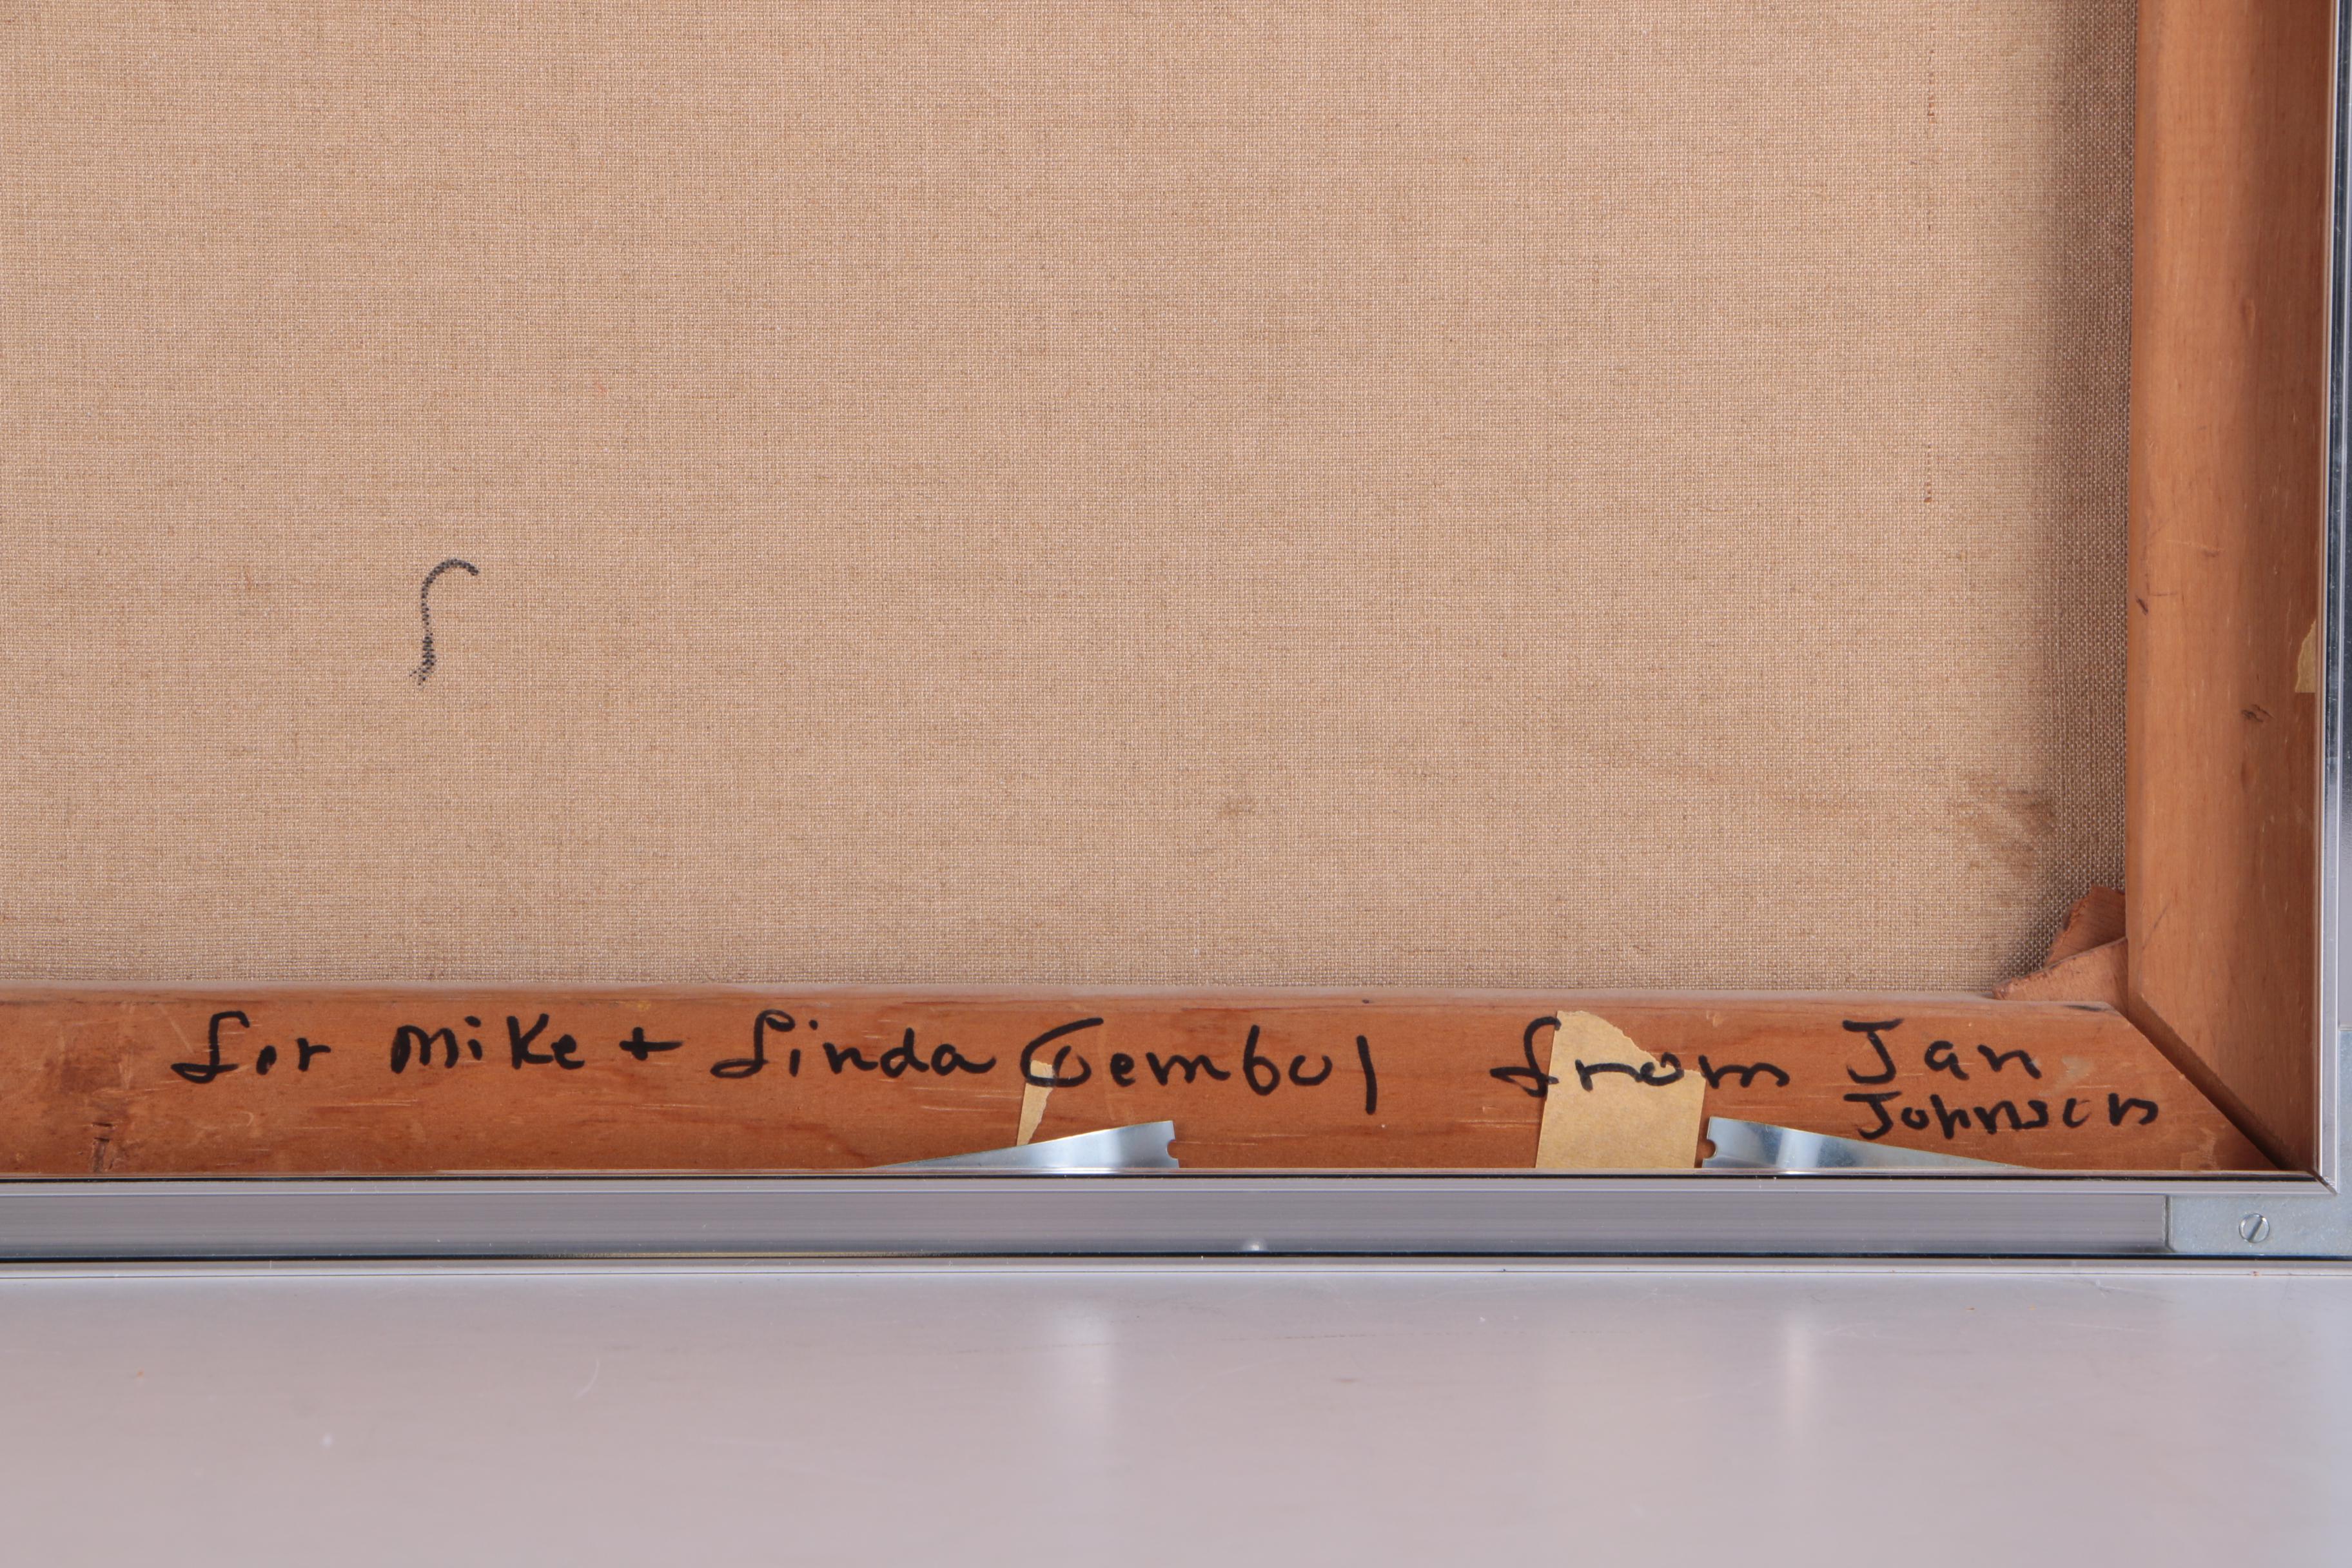 for Mike + Linda Gembol from Jan
Johnson